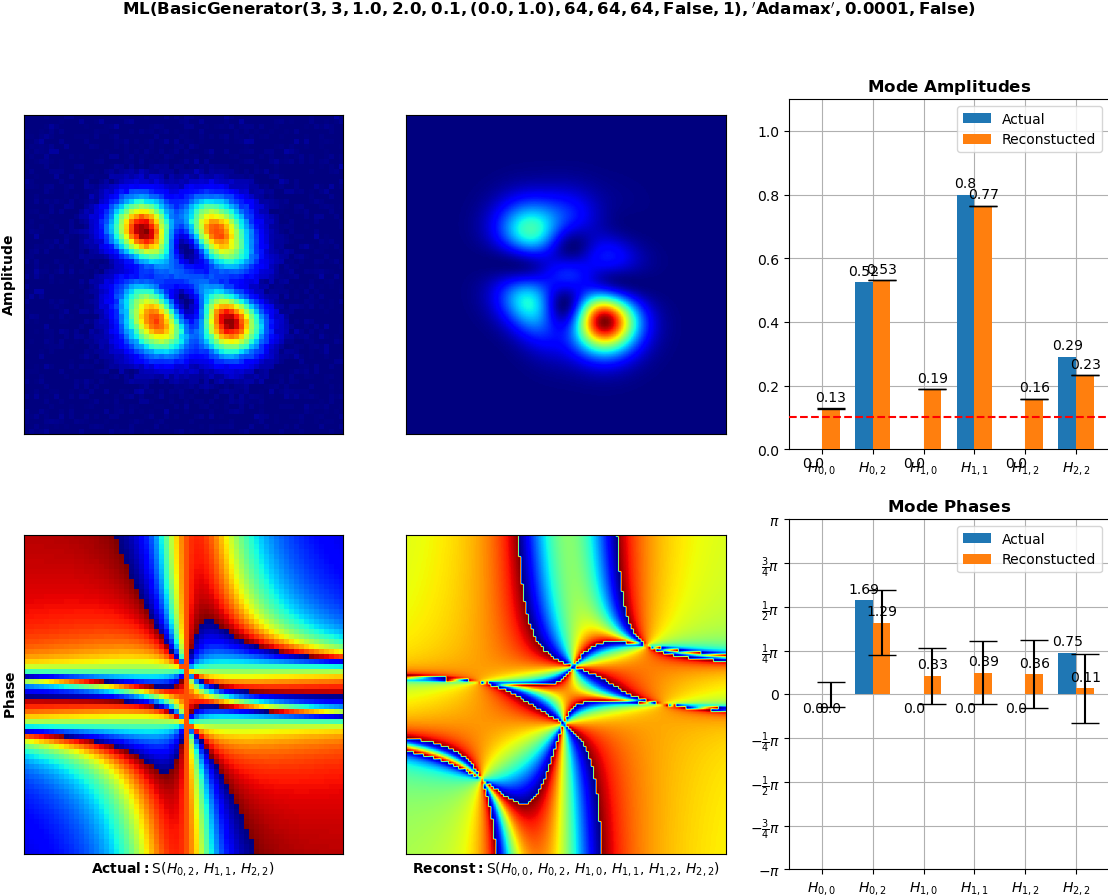 ML(BasicGenerator(3, 3, 1.0, 2.0, 0.1, (0.0, 1.0), 64, 64, 64, False, 1), ′Adamax′, 0.0001, False)
Amplitude
Mode Amplitudes
Actual
Reconstucted
1.0
0.8
0.6
0.4
0.2
0.0
0.0
0.13
0.52
0.53
0.0
0.19
0.8
0.77
0.0
0.16
0.29
0.23
H0,0 H0,2 H1,0 H1,1 H1,2 H2,2
Phase
Actual: S(H0,2, H1,1, H2,2)
Reconst: S(H0,0, H0,2, H1,0, H1,1, H1,2, H2,2)
Mode Phases
Actual
Reconstucted
π
3/4π
1/2π
1/4π
0
−1/4π
−1/2π
−3/4π
−π
0.0
0.0
1.69
1.29
0.0
0.33
0.0
0.39
0.0
0.36
0.75
0.11
H0,0 H0,2 H1,0 H1,1 H1,2 H2,2